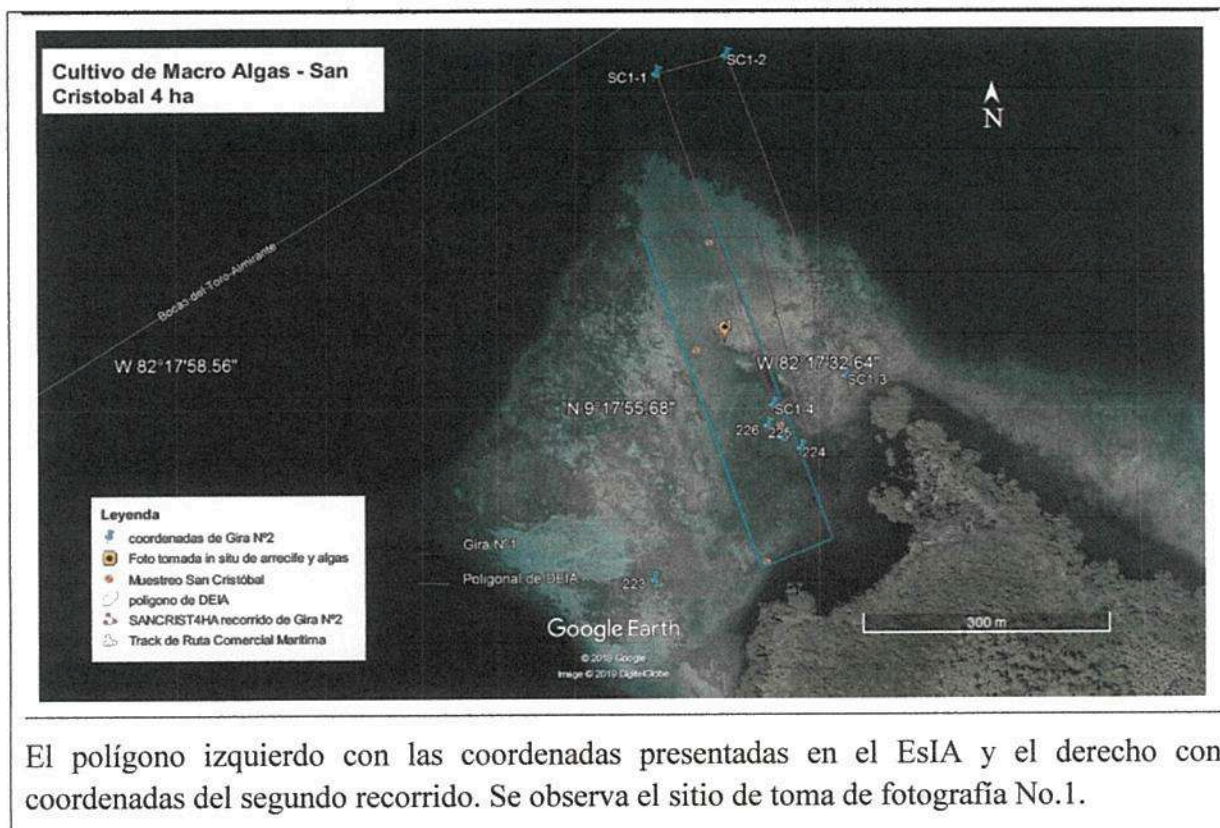 Cultivo de Macro Algas - San
Cristobal 4 ha
SC1-1
SC1-2
N
Bocas del Toro-Almirante
W 82°17'58.56"
W 82°17'32.64"
SC1-3
N 9°17'55.68"
SC1-4
226
225
224
Leyenda
coordenadas de Gira Nº2
Foto tomada in situ de arrecife y algas
Muestreo San Cristóbal
poligono de DEIA
SANCRIST4HA recorrido de Gira Nº2
Track de Ruta Comercial Marítima
Gira Nº1
Poligonal de DEIA
223
Google Earth
© 2019 Google
Image © 2019 DigitalGlobe
300 m
El polígono izquierdo con las coordenadas presentadas en el EsIA y el derecho con
coordenadas del segundo recorrido. Se observa el sitio de toma de fotografía No.1.